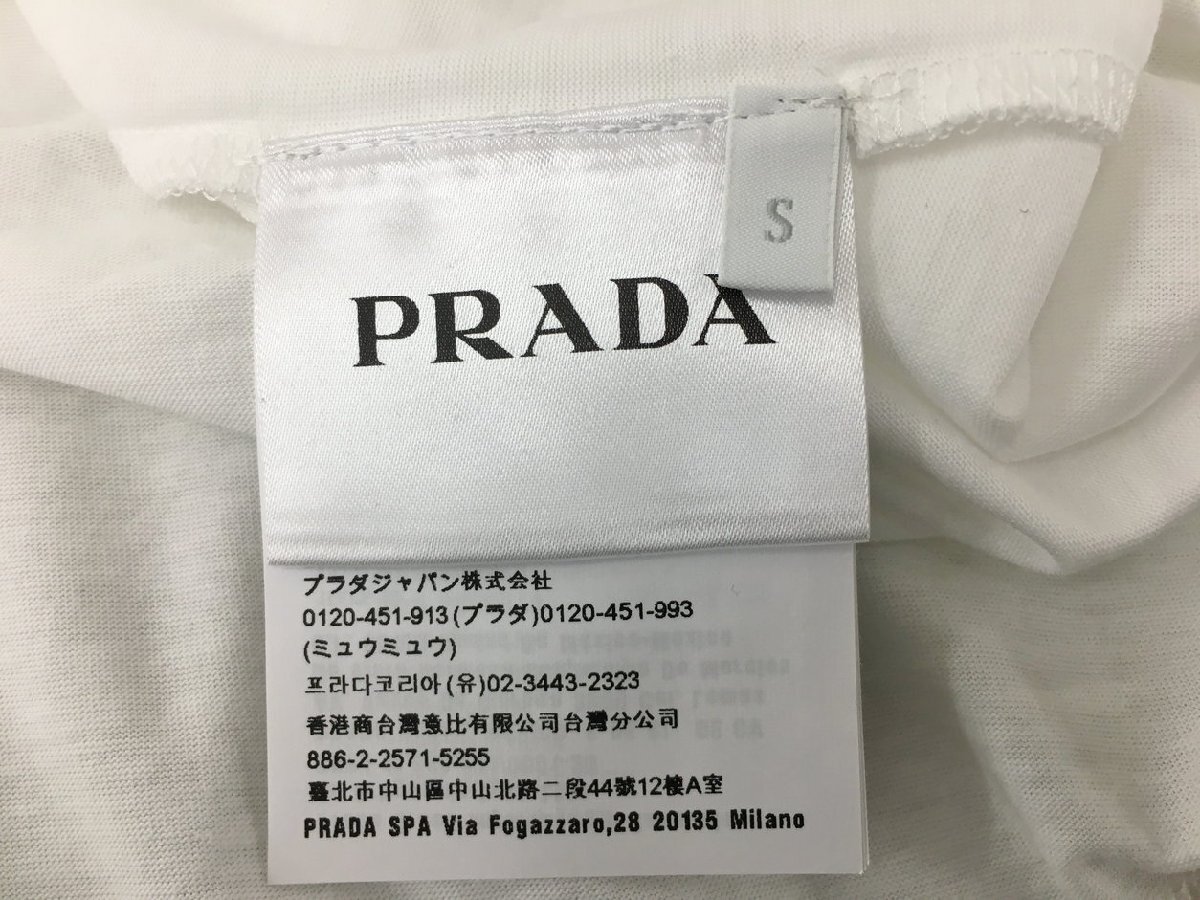 S
PRADA
プラダジャパン株式会社
0120-451-913(プラダ)0120-451-993
(ミュウミュウ)
프라다코리아(유)02-3443-2323
香港商台灣意比有限公司台灣分公司
886-2-2571-5255
臺北市中山區中山北路二段44號12樓A室
PRADA SPA Via Fogazzaro,28 20135 Milano